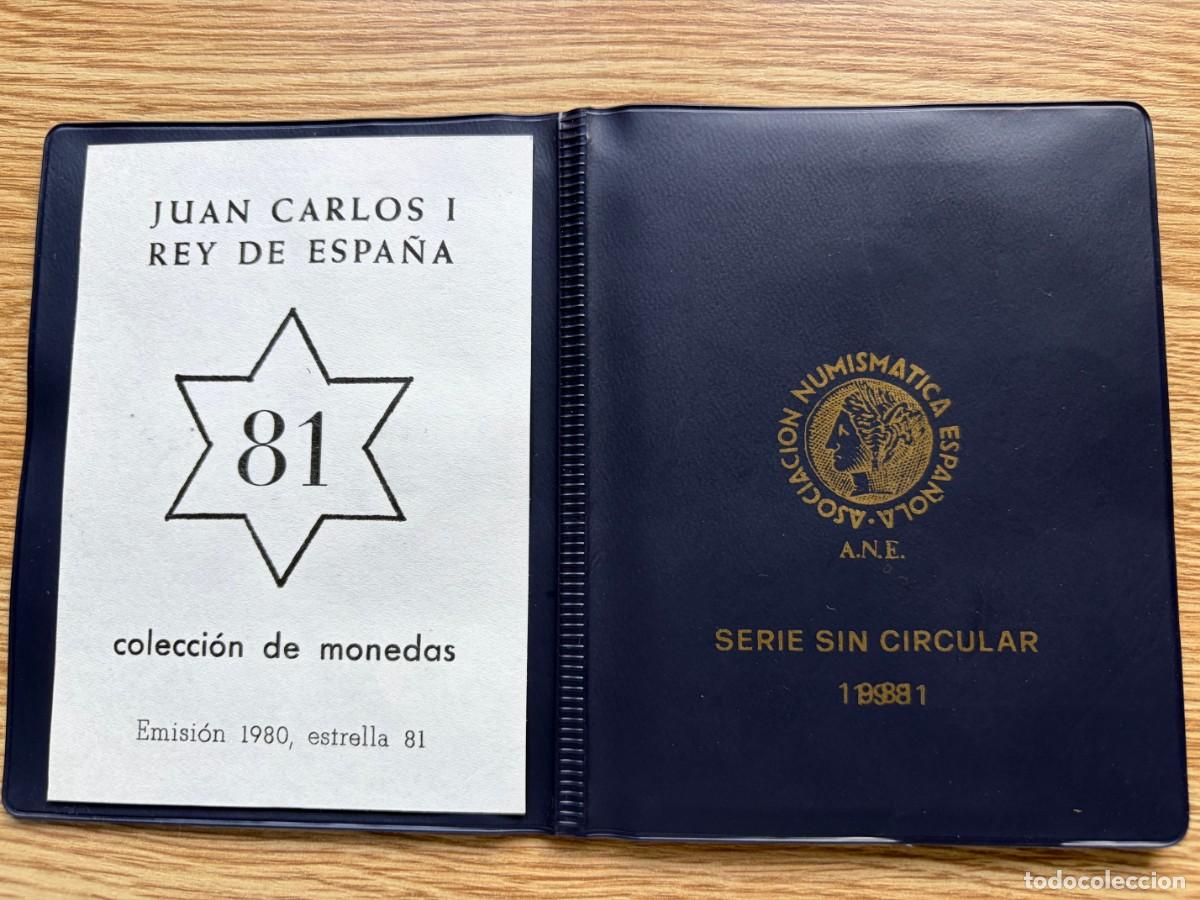 JUAN CARLOS I
REY DE ESPAÑA
81
colección de monedas
Emisión 1980, estrella 81
ASOCIACION NUMISMATICA ESPAÑOLA
A.N.E.
SERIE SIN CIRCULAR
todocoleccion